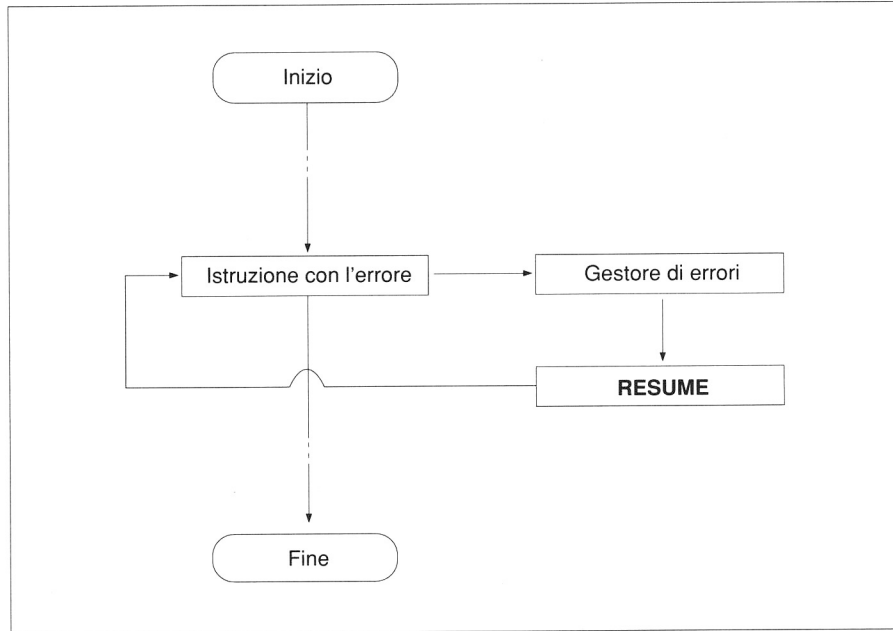 Inizio
Istruzione con l'errore
Gestore di errori
RESUME
Fine